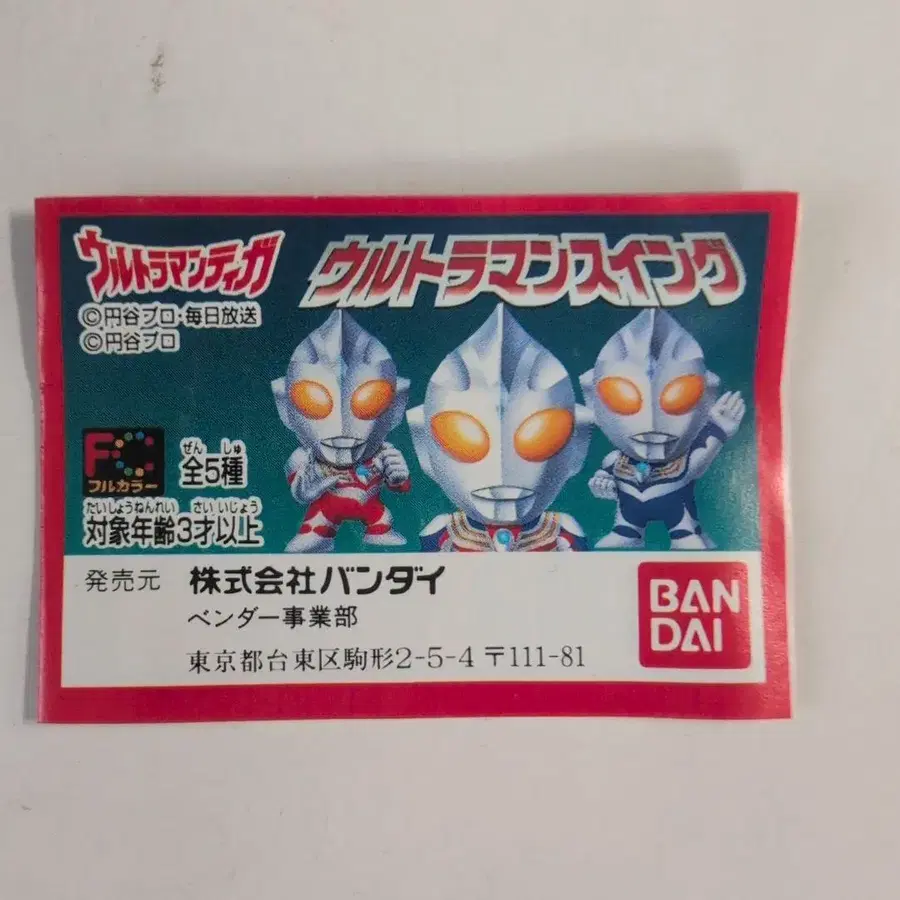 ウルトラマンティガ
ウルトラマンスイング
©円谷プロ・毎日放送
©円谷プロ
FC
フルカラー
ぜん しゅ
全5種
たいしょうねんれい さい いじょう
対象年齢3才以上
発売元 株式会社バンダイ
ベンダー事業部
東京都台東区駒形2-5-4 〒111-81
BAN
DAI